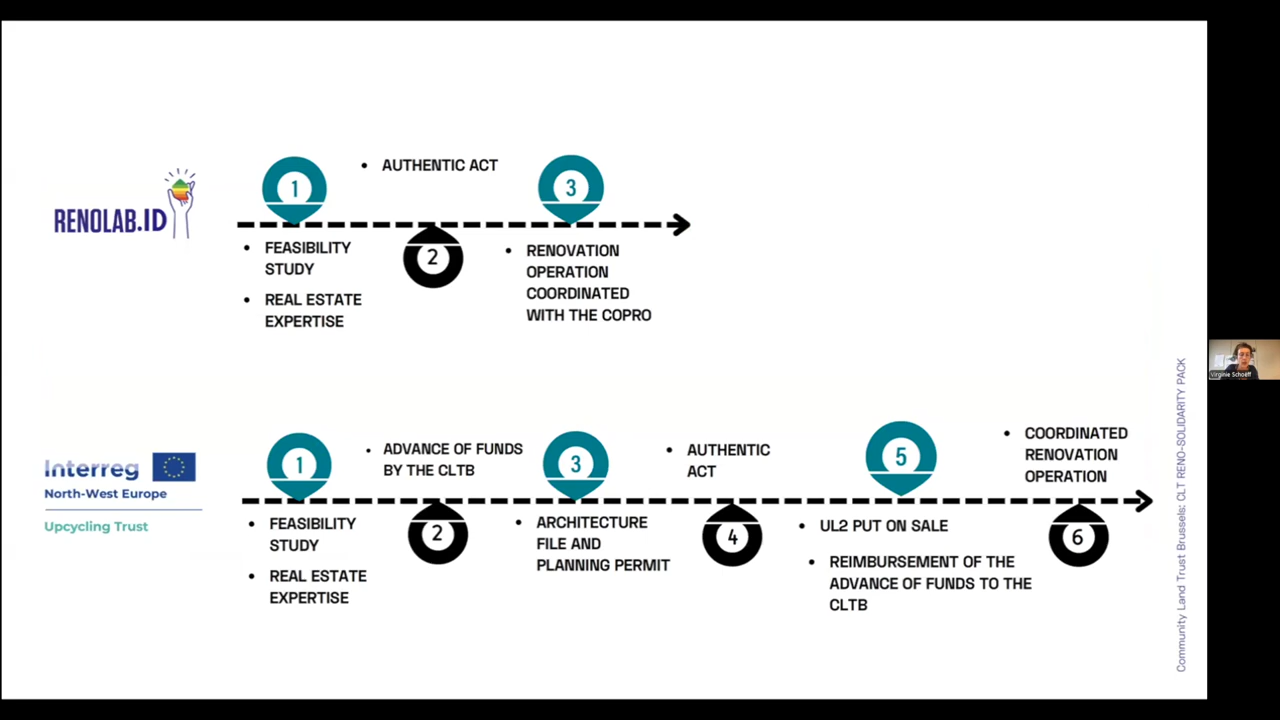 RENOLAB.ID
1
• AUTHENTIC ACT
3
• FEASIBILITY
STUDY
• REAL ESTATE
EXPERTISE
2
• RENOVATION
OPERATION
COORDINATED
WITH THE COPRO
Interreg
North-West Europe
Upcycling Trust
1
• ADVANCE OF FUNDS
BY THE CLTB
3
• AUTHENTIC
ACT
5
• COORDINATED
RENOVATION
OPERATION
• FEASIBILITY
STUDY
• REAL ESTATE
EXPERTISE
2
• ARCHITECTURE
FILE AND
PLANNING PERMIT
4
• UL2 PUT ON SALE
• REIMBURSEMENT OF THE
ADVANCE OF FUNDS TO THE
CLTB
6
Community Land Trust Brussels: CLT RENO-SOLIDARITY PACK
Virginie Schoëff